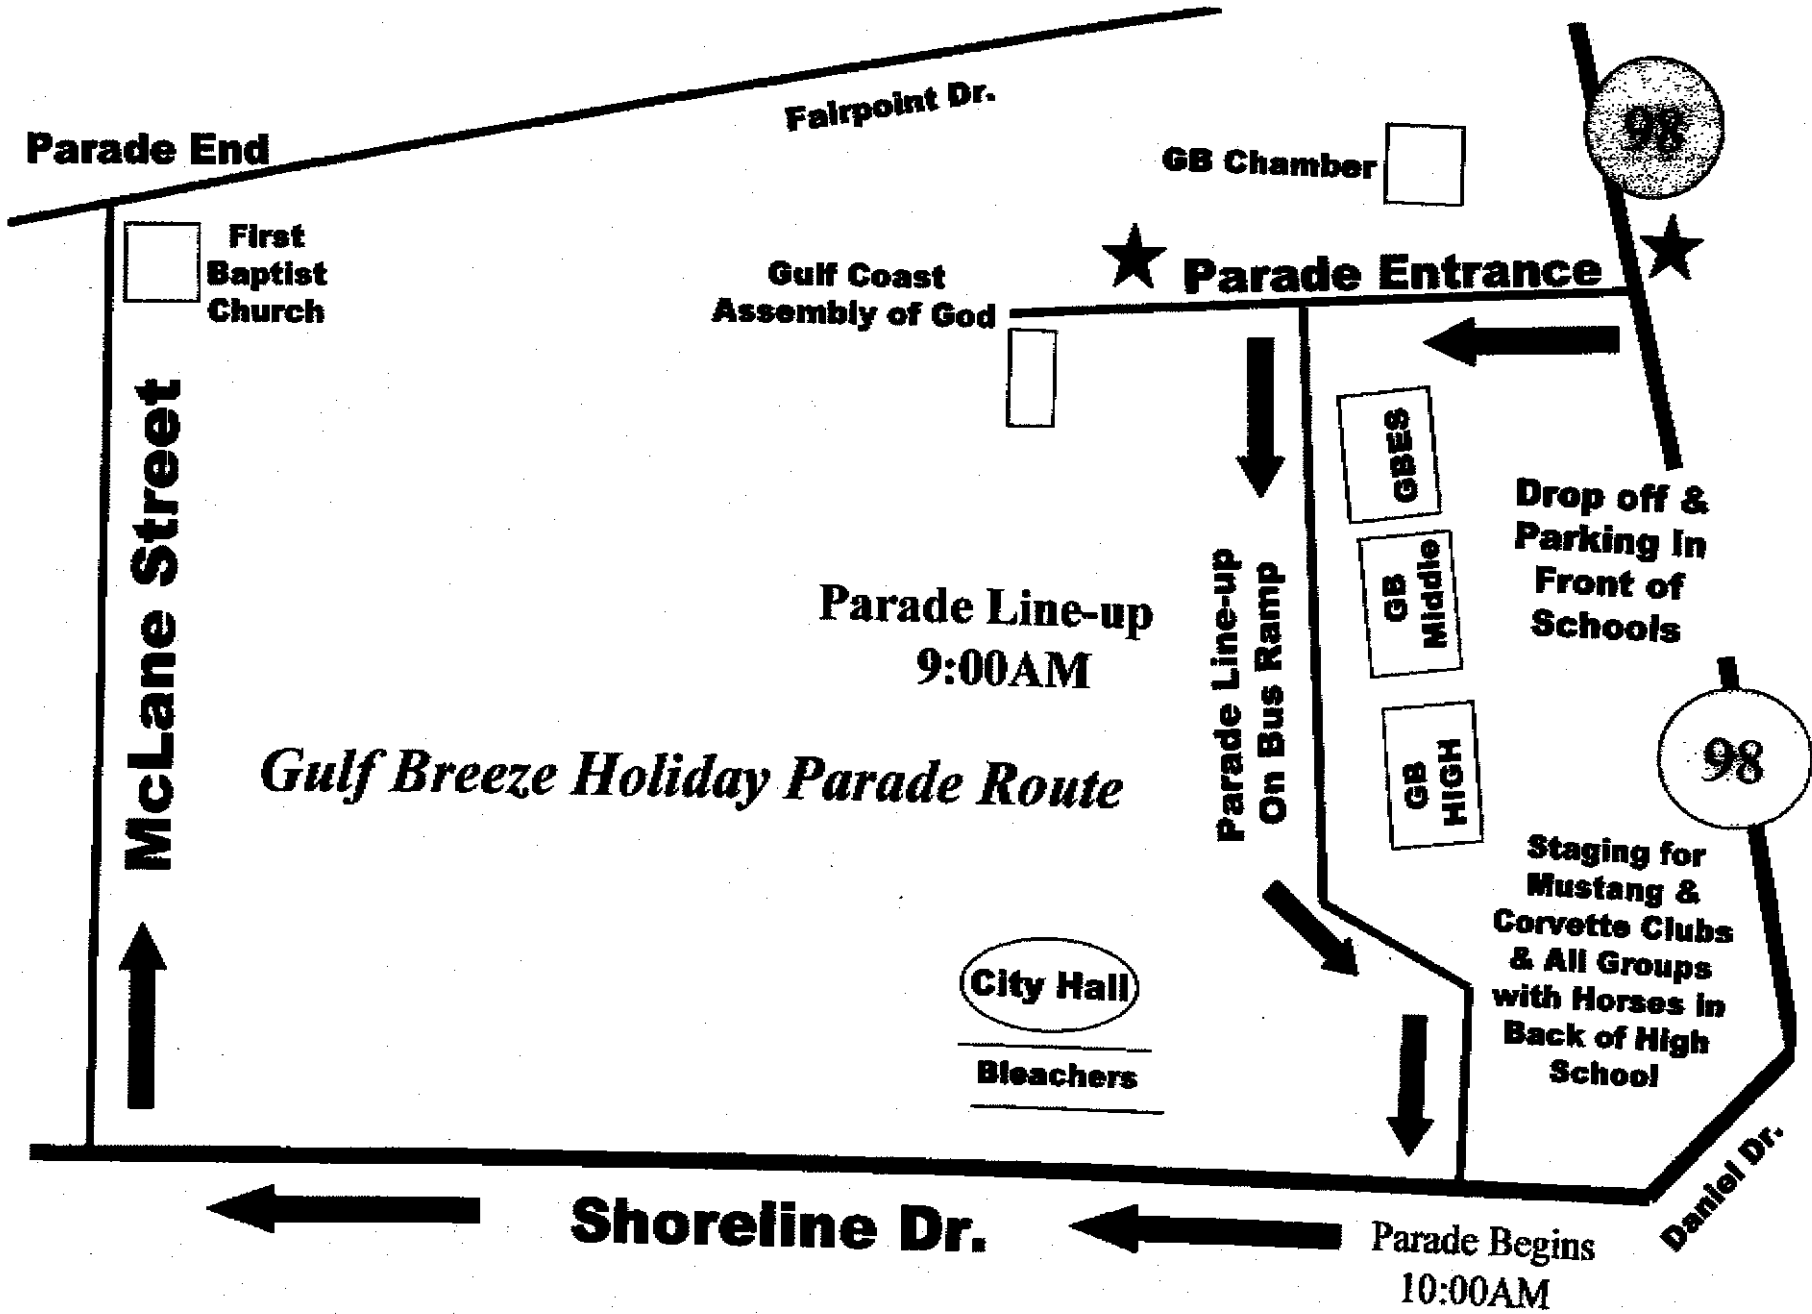 Fairpoint Dr.
98
Parade End
GB Chamber
First
Baptist
Church
Gulf Coast
Assembly of God
Parade Entrance
McLane Street
GBES
Drop off &
Parking In
Front of
Schools
Parade Line-up
9:00AM
Parade Line-up
On Bus Ramp
GB
Middle
Gulf Breeze Holiday Parade Route
GB
HIGH
98
Staging for
Mustang &
Corvette Clubs
& All Groups
with Horses in
Back of High
School
City Hall
Bleachers
Daniel Dr.
Shoreline Dr.
Parade Begins
10:00AM